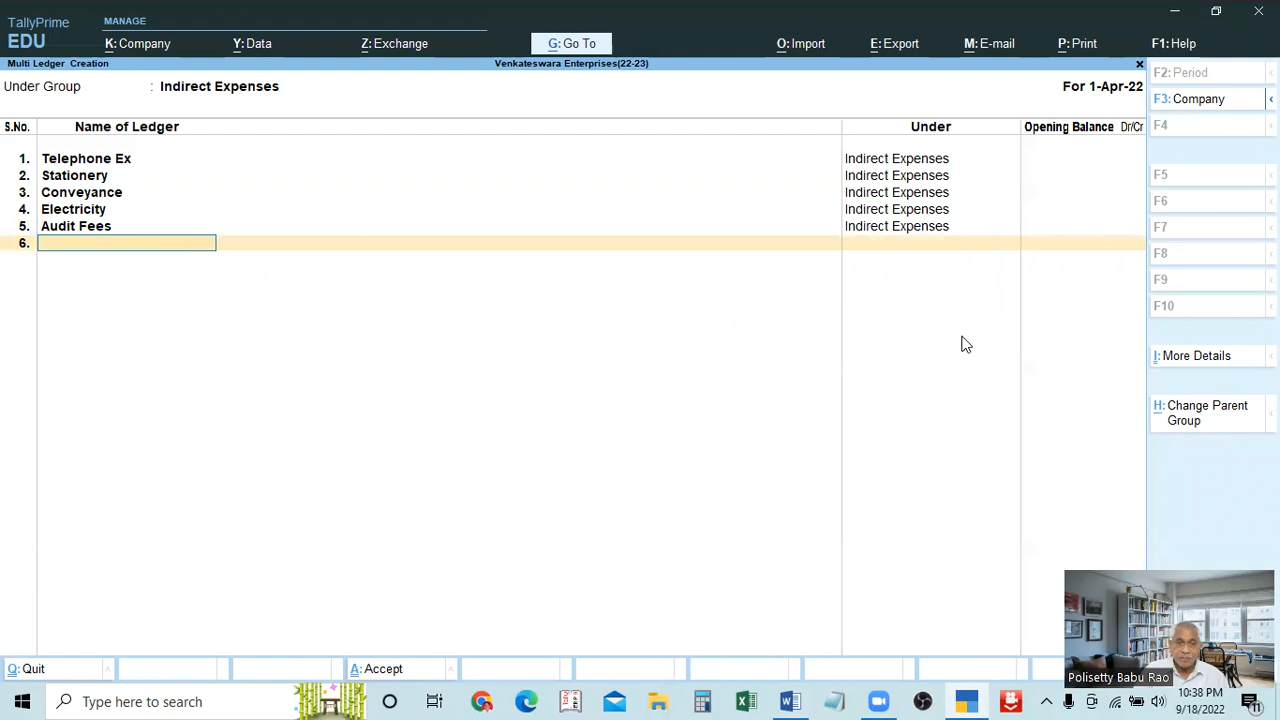 TallyPrime
EDU
MANAGE
K: Company
Y: Data
Z: Exchange
G: Go To
O: Import
E: Export
M: E-mail
P: Print
F1: Help
Multi Ledger Creation
Venkateswara Enterprises(22-23)
Under Group : Indirect Expenses
For 1-Apr-22
S.No. Name of Ledger Under Opening Balance Dr/Cr
1. Telephone Ex Indirect Expenses
2. Stationery Indirect Expenses
3. Conveyance Indirect Expenses
4. Electricity Indirect Expenses
5. Audit Fees Indirect Expenses
6.
F2: Period
F3: Company
F4
F5
F6
F7
F8
F9
F10
I: More Details
H: Change Parent
Group
Q: Quit
A: Accept
Polisetty Babu Rao
Type here to search
10:38 PM
9/18/2022